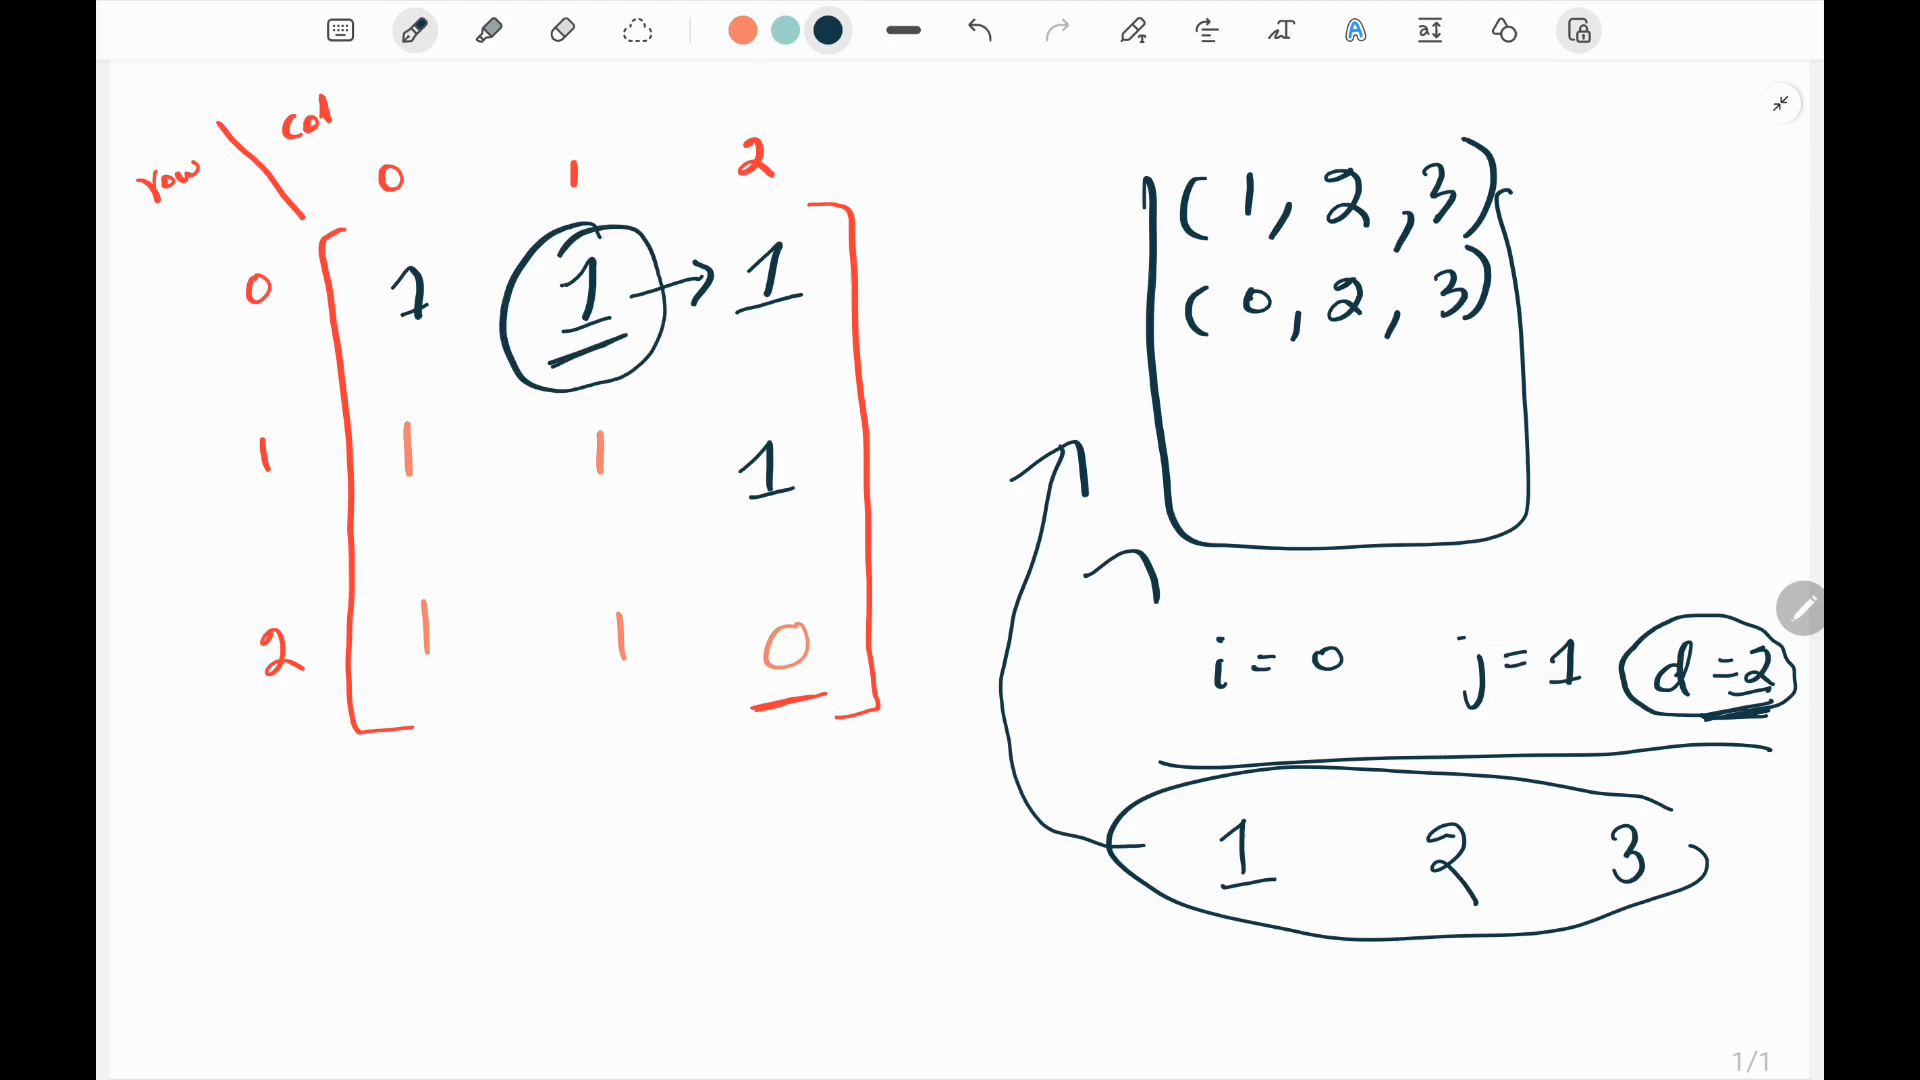 col
row
0 1 2
0 1 1 1
1 1 1 1
2 1 1 0
(1, 2, 3)
(0, 2, 3)
i = 0 j = 1 d = 2
1 2 3
1/1